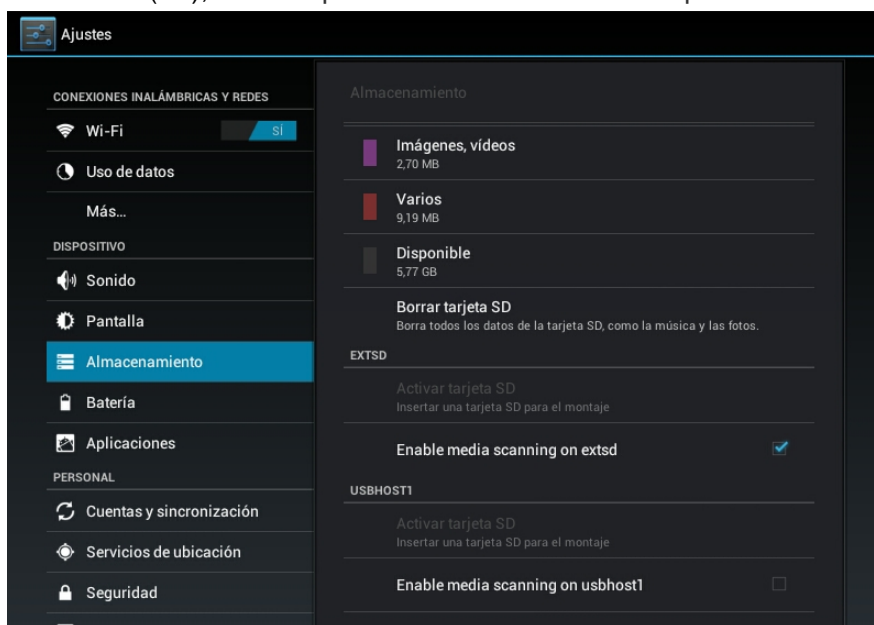 Ajustes
CONEXIONES INALÁMBRICAS Y REDES
Wi-Fi
SÍ
Uso de datos
Más...
DISPOSITIVO
Sonido
Pantalla
Almacenamiento
Batería
Aplicaciones
PERSONAL
Cuentas y sincronización
Servicios de ubicación
Seguridad
Almacenamiento
Imágenes, vídeos
2,70 MB
Varios
9,19 MB
Disponible
5,77 GB
Borrar tarjeta SD
Borra todos los datos de la tarjeta SD, como la música y las fotos.
EXTSD
Activar tarjeta SD
Insertar una tarjeta SD para el montaje
Enable media scanning on extsd
USBHOST1
Activar tarjeta SD
Insertar una tarjeta SD para el montaje
Enable media scanning on usbhost1